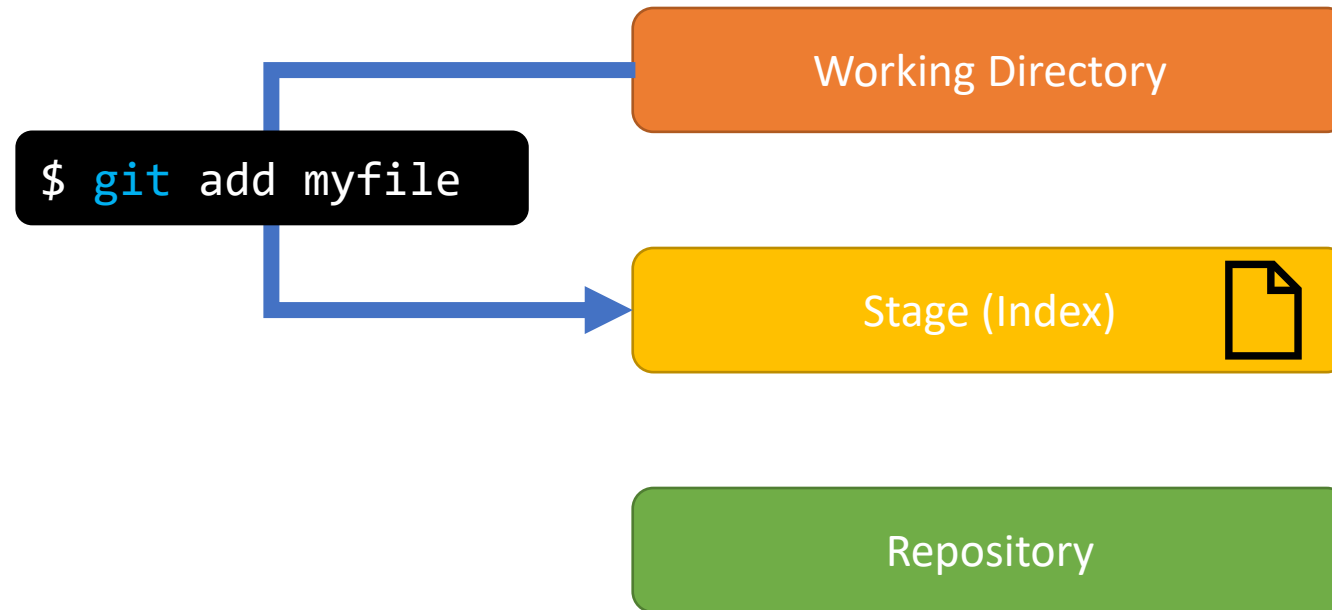 Working Directory
$ git add myfile
Stage (Index)
Repository